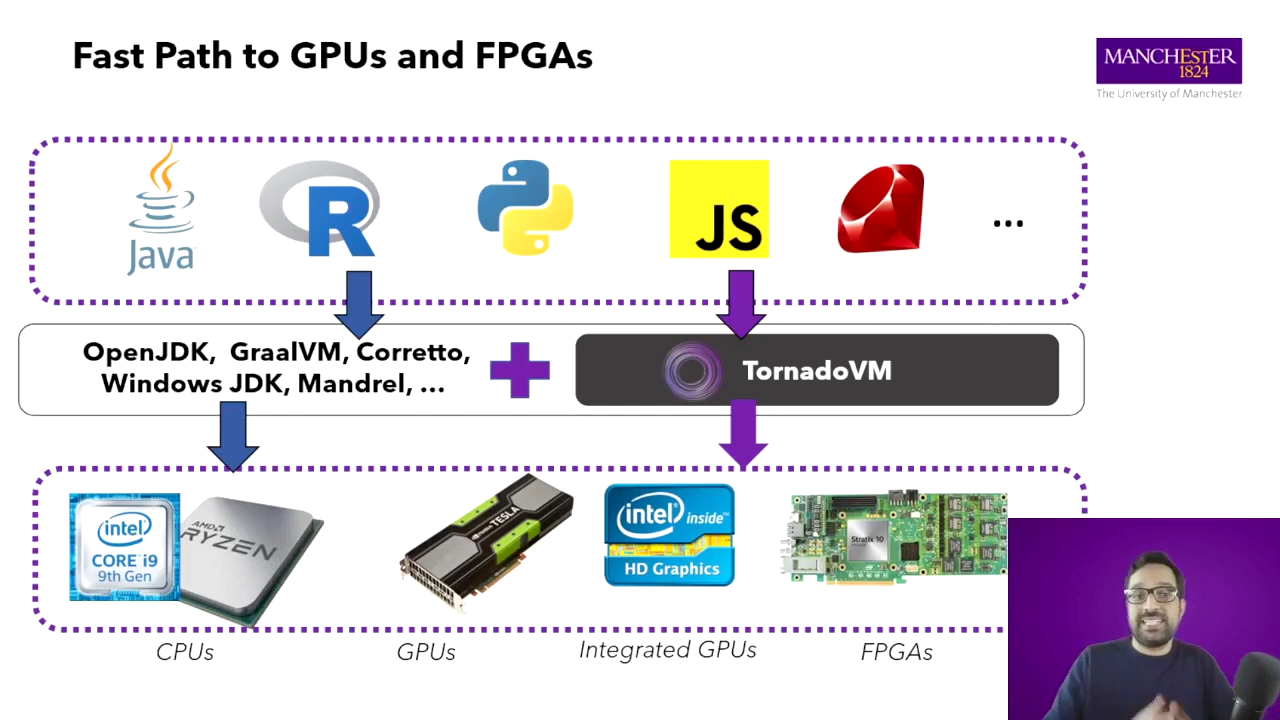 Fast Path to GPUs and FPGAs
MANCHESTER
1824
The University of Manchester
Java
R
JS
...
OpenJDK, GraalVM, Corretto,
Windows JDK, Mandrel, ...
TornadoVM
intel
CORE i9
9th Gen
AMD
RYZEN
NVIDIA TESLA
intel inside
HD Graphics
Stratix 10
CPUs
GPUs
Integrated GPUs
FPGAs